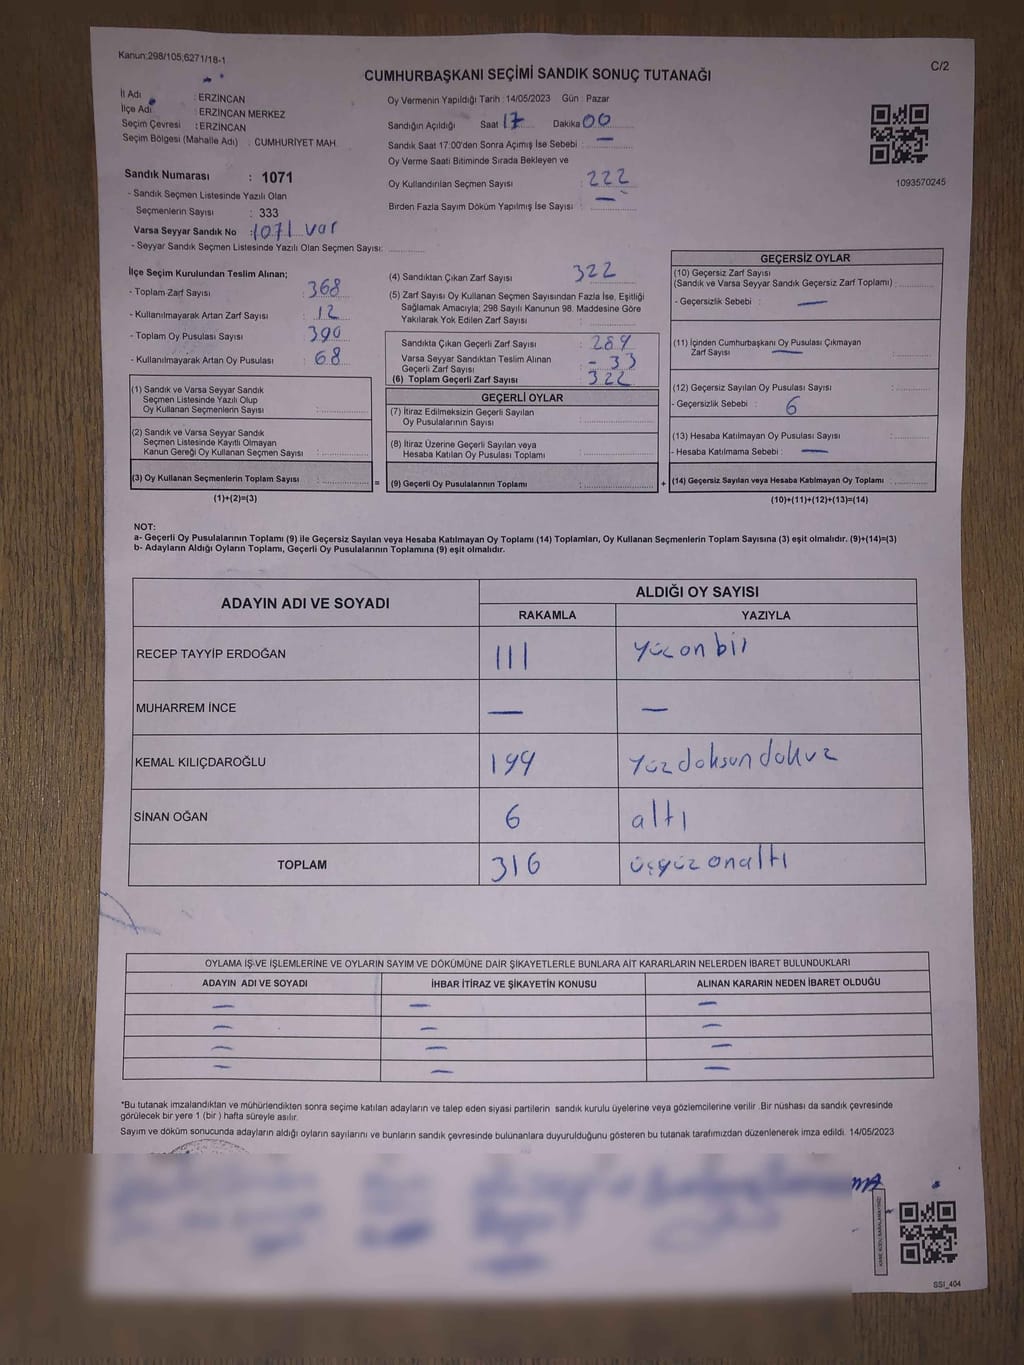 Kanun;298/105;6271/18-1
C/2
CUMHURBAŞKANI SEÇİMİ SANDIK SONUÇ TUTANAĞI
İl Adı : ERZİNCAN
İlçe Adı : ERZİNCAN MERKEZ
Seçim Çevresi : ERZİNCAN
Seçim Bölgesi (Mahalle Adı) : CUMHURİYET MAH.
Sandık Numarası : 1071
- Sandık Seçmen Listesinde Yazılı Olan
Seçmenlerin Sayısı : 333
Varsa Seyyar Sandık No : 1071 var
- Seyyar Sandık Seçmen Listesinde Yazılı Olan Seçmen Sayısı:
Oy Vermenin Yapıldığı Tarih : 14/05/2023 Gün : Pazar
Sandığın Açıldığı Saat 17 Dakika 00
Sandık Saat 17.00'den Sonra Açımış İse Sebebi : —
Oy Verme Saati Bitiminde Sırada Bekleyen ve
Oy Kullandırılan Seçmen Sayısı : 222
Birden Fazla Sayım Döküm Yapılmış İse Sayısı : —
1093570245
İlçe Seçim Kurulundan Teslim Alınan;
- Toplam Zarf Sayısı : 368
- Kullanılmayarak Artan Zarf Sayısı : 12
- Toplam Oy Pusulası Sayısı : 390
- Kullanılmayarak Artan Oy Pusulası : 68
(1) Sandık ve Varsa Seyyar Sandık
Seçmen Listesinde Yazılı Olup
Oy Kullanan Seçmenlerin Sayısı :
(2) Sandık ve Varsa Seyyar Sandık
Seçmen Listesinde Kayıtlı Olmayan
Kanun Gereği Oy Kullanan Seçmen Sayısı :
(3) Oy Kullanan Seçmenlerin Toplam Sayısı :
(1)+(2)=(3)
(4) Sandıktan Çıkan Zarf Sayısı 322
(5) Zarf Sayısı Oy Kullanan Seçmen Sayısından Fazla İse, Eşitliği
Sağlamak Amacıyla; 298 Sayılı Kanunun 98. Maddesine Göre
Yakılarak Yok Edilen Zarf Sayısı :
Sandıkta Çıkan Geçerli Zarf Sayısı : 289
Varsa Seyyar Sandıktan Teslim Alınan
Geçerli Zarf Sayısı : 33
(6) Toplam Geçerli Zarf Sayısı : 322
GEÇERLİ OYLAR
(7) İtiraz Edilmeksizin Geçerli Sayılan
Oy Pusulalarının Sayısı :
(8) İtiraz Üzerine Geçerli Sayılan veya
Hesaba Katılan Oy Pusulası Toplamı :
= (9) Geçerli Oy Pusulalarının Toplamı :
GEÇERSİZ OYLAR
(10) Geçersiz Zarf Sayısı
(Sandık ve Varsa Seyyar Sandık Geçersiz Zarf Toplamı) :
- Geçersizlik Sebebi : —
(11) İçinden Cumhurbaşkanı Oy Pusulası Çıkmayan
Zarf Sayısı — :
(12) Geçersiz Sayılan Oy Pusulası Sayısı :
- Geçersizlik Sebebi : 6
(13) Hesaba Katılmayan Oy Pusulası Sayısı :
- Hesaba Katılmama Sebebi : —
+ (14) Geçersiz Sayılan veya Hesaba Katılmayan Oy Toplamı :
(10)+(11)+(12)+(13)=(14)
NOT:
a- Geçerli Oy Pusulalarının Toplamı (9) ile Geçersiz Sayılan veya Hesaba Katılmayan Oy Toplamı (14) Toplamları, Oy Kullanan Seçmenlerin Toplam Sayısına (3) eşit olmalıdır. (9)+(14)=(3)
b- Adayların Aldığı Oyların Toplamı, Geçerli Oy Pusulalarının Toplamına (9) eşit olmalıdır.
ADAYIN ADI VE SOYADI
ALDIĞI OY SAYISI
RAKAMLA YAZIYLA
RECEP TAYYİP ERDOĞAN 111 yüz on bir
MUHARREM İNCE — —
KEMAL KILIÇDAROĞLU 199 Yüz doksan dokuz
SİNAN OĞAN 6 altı
TOPLAM 316 üçyüz onaltı
OYLAMA İŞ VE İŞLEMLERİNE VE OYLARIN SAYIM VE DÖKÜMÜNE DAİR ŞİKAYETLERLE BUNLARA AİT KARARLARIN NELERDEN İBARET BULUNDUKLARI
ADAYIN ADI VE SOYADI İHBAR İTİRAZ VE ŞİKAYETİN KONUSU ALINAN KARARIN NEDEN İBARET OLDUĞU
— — —
— — —
— — —
— — —
*Bu tutanak imzalandıktan ve mühürlendikten sonra seçime katılan adayların ve talep eden siyasi partilerin sandık kurulu üyelerine veya gözlemcilerine verilir .Bir nüshası da sandık çevresinde
görülecek bir yere 1 (bir ) hafta süreyle asılır.
Sayım ve döküm sonucunda adayların aldığı oyların sayılarını ve bunların sandık çevresinde bulunanlara duyurulduğunu gösteren bu tutanak tarafımızdan düzenlenerek imza edildi. 14/05/2023
SSI_404